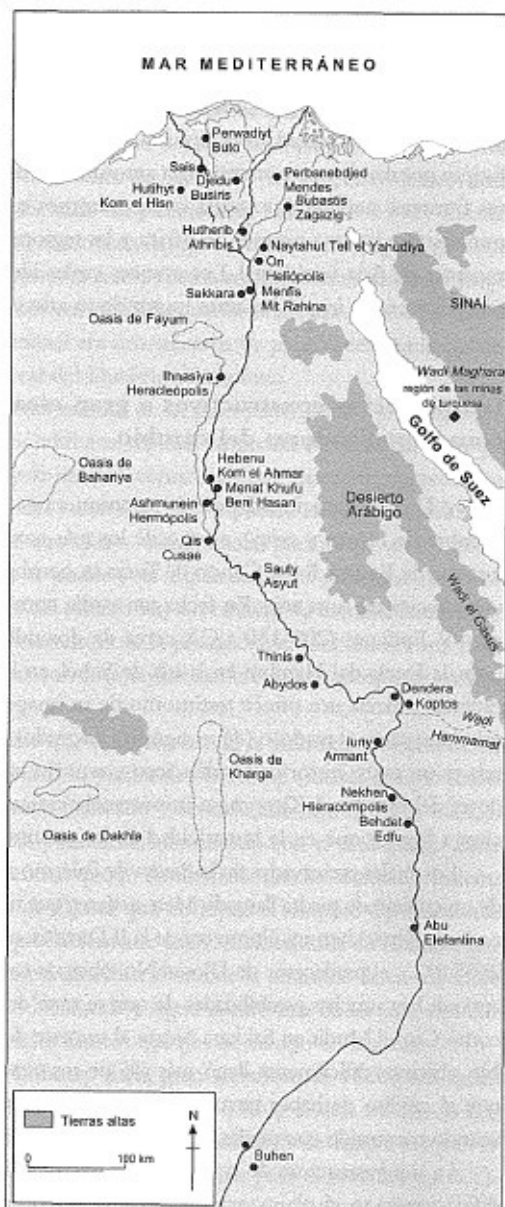 MAR MEDITERRÁNEO
Perwadiyt
Buto
Sais
Djedu
Busiris
Hutihyt
Kom el Hisn
Perbanebdjed
Mendes
Bubastis
Zagazig
Hutherib
Athribis
Naytahut Tell el Yahudiya
On
Heliópolis
Sakkara
Menfis
Mit Rahina
SINAÍ
Oasis de Fayum
Wadi Maghara
región de las minas
de turquesa
Ihnasiya
Heracleópolis
Golfo de Suez
Oasis de
Bahariya
Hebenu
Kom el Ahmar
Menat Khufu
Beni Hasan
Ashmunein
Hermópolis
Desierto
Arábigo
Qis
Cusae
Sauty
Asyut
Wadi el Gasus
Thinis
Abydos
Dendera
Koptos
Wadi
Hammamat
Iuny
Armant
Oasis de
Kharga
Nekhen
Hieracómpolis
Behdet
Edfu
Oasis de Dakhla
Abu
Elefantina
Tierras altas
N
0
100 km
Buhen